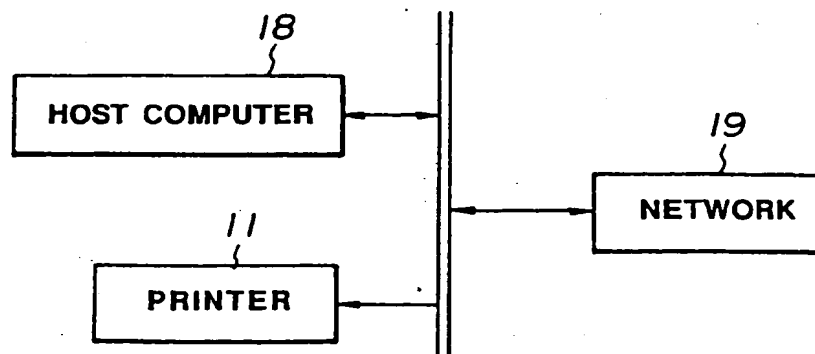 18
HOST COMPUTER
19
NETWORK
11
PRINTER